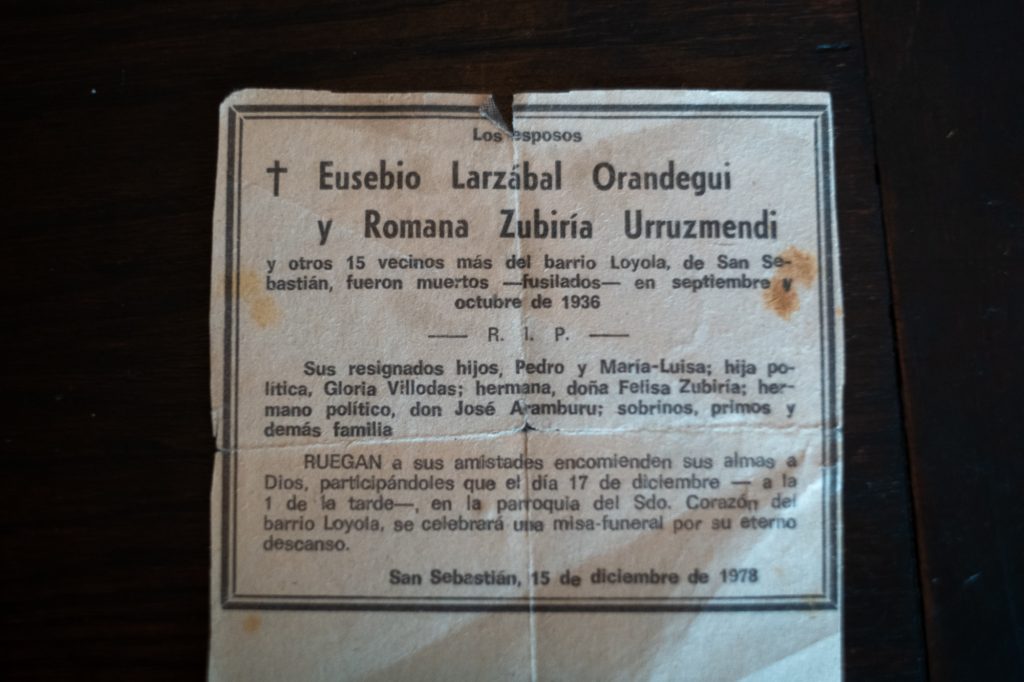 Los esposos
† Eusebio Larzábal Orandegui
y Romana Zubiría Urruzmendi
y otros 15 vecinos más del barrio Loyola, de San Se-
bastián, fueron muertos —fusilados— en septiembre y
octubre de 1936
—— R. I. P. ——
Sus resignados hijos, Pedro y María-Luisa; hija po-
lítica, Gloria Villodas; hermana, doña Felisa Zubiría; her-
mano político, don José Aramburu; sobrinos, primos y
demás familia
RUEGAN a sus amistades encomienden sus almas a
Dios, participándoles que el día 17 de diciembre — a la
1 de la tarde—, en la parroquia del Sdo. Corazón del
barrio Loyola, se celebrará una misa-funeral por su eterno
descanso.
San Sebastián, 15 de diciembre de 1978